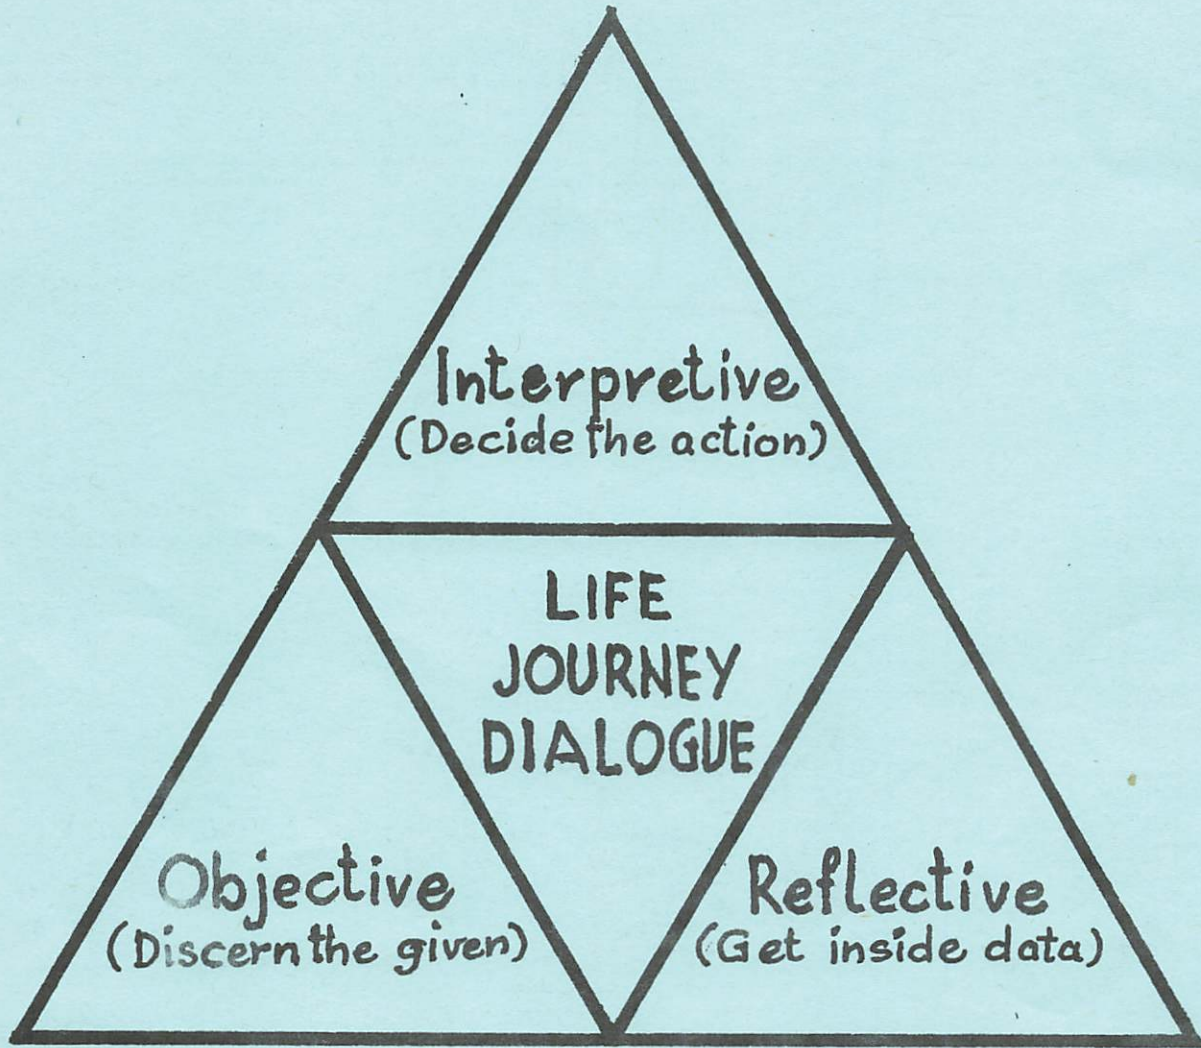 Interpretive
(Decide the action)
LIFE
JOURNEY
DIALOGUE
Objective
(Discern the given)
Reflective
(Get inside data)